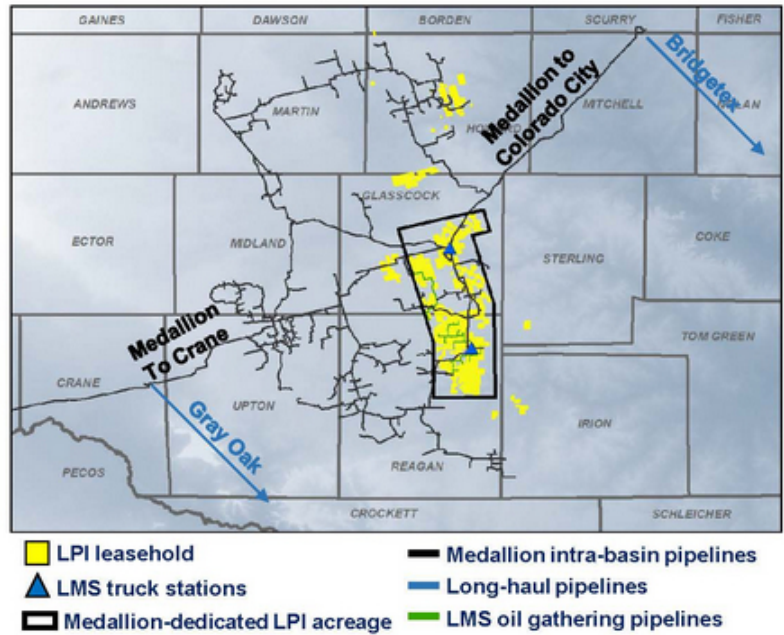 GAINES
DAWSON
BORDEN
SCURRY
FISHER
ANDREWS
MARTIN
HOWARD
MITCHELL
NOLAN
Bridgetex
Medallion to
Colorado City
GLASSCOCK
ECTOR
MIDLAND
STERLING
COKE
TOM GREEN
Medallion
To Crane
CRANE
UPTON
Gray Oak
REAGAN
IRION
PECOS
CROCKETT
SCHLEICHER
LPI leasehold
LMS truck stations
Medallion-dedicated LPI acreage
Medallion intra-basin pipelines
Long-haul pipelines
LMS oil gathering pipelines